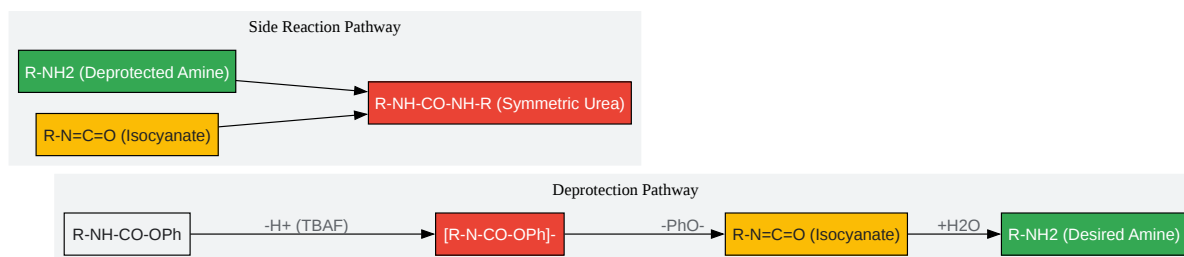 Side Reaction Pathway
R-NH2 (Deprotected Amine)
R-NH-CO-NH-R (Symmetric Urea)
R-N=C=O (Isocyanate)
Deprotection Pathway
R-NH-CO-OPh
-H+ (TBAF)
[R-N-CO-OPh]-
-PhO-
R-N=C=O (Isocyanate)
+H2O
R-NH2 (Desired Amine)